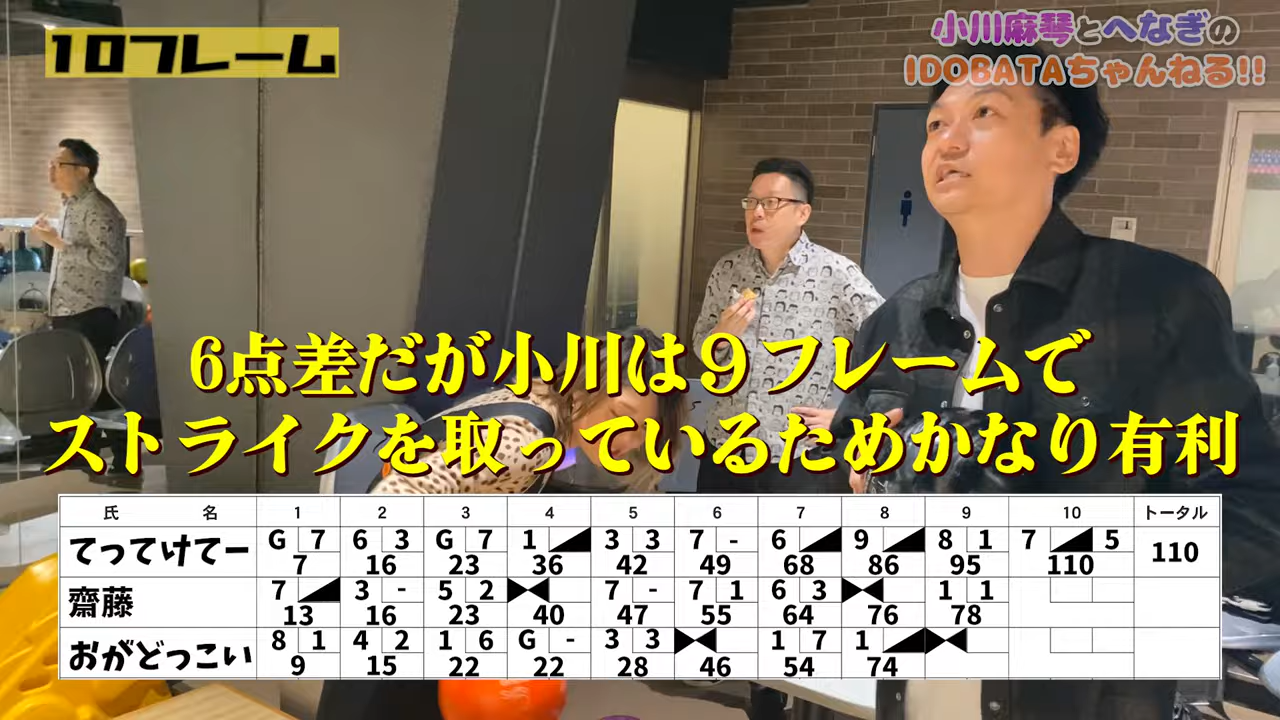 10フレーム
小川麻琴とへなぎの
IDOBATAちゃんねる!!
6点差だが小川は9フレームで
ストライクを取っているためかなり有利
氏 名 1 2 3 4 5 6 7 8 9 10 トータル
てってけてー G 7 6 3 G 7 1 ◢ 3 3 7 - 6 ◢ 9 ◢ 8 1 7 ◢ 5 110
7 16 23 36 42 49 68 86 95 110
齋藤 7 ◢ 3 - 5 2 ⧓ 7 - 7 1 6 3 ⧓ 1 1
13 16 23 40 47 55 64 76 78
おがどっこい 8 1 4 2 1 6 G - 3 3 ⧓ 1 7 1 ◢ ⧓
9 15 22 22 28 46 54 74